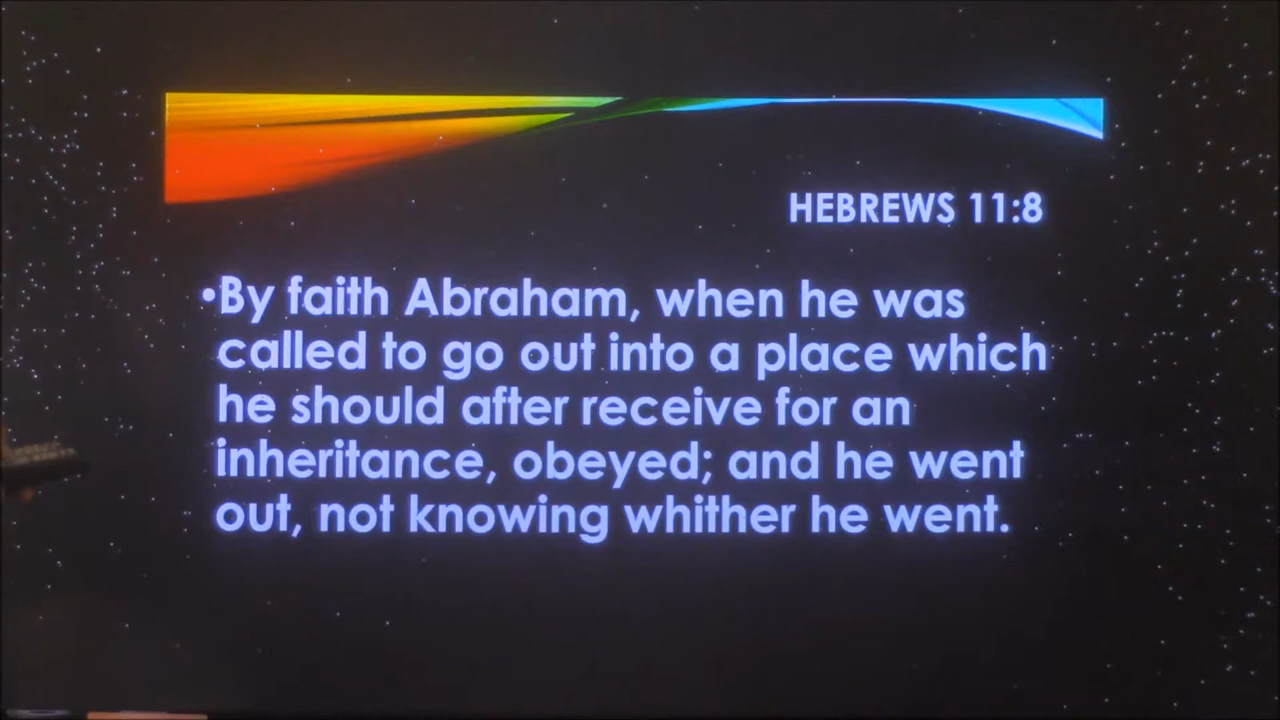 HEBREWS 11:8
•By faith Abraham, when he was
called to go out into a place which
he should after receive for an
inheritance, obeyed; and he went
out, not knowing whither he went.